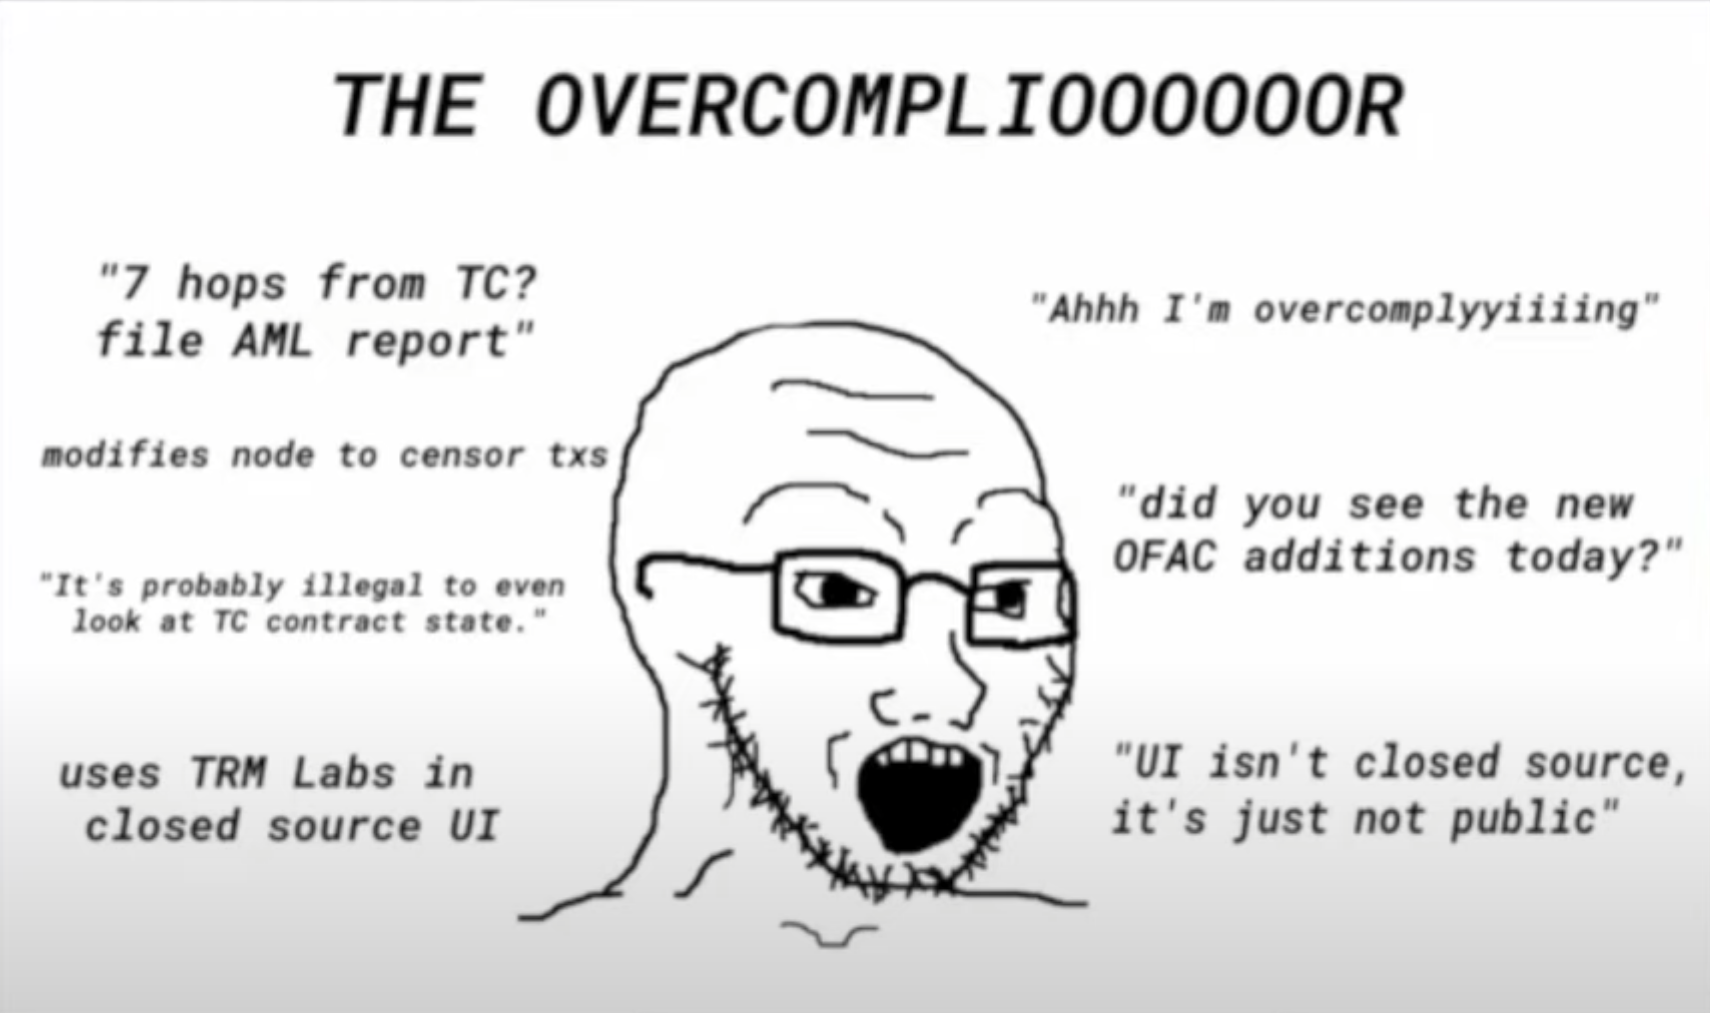 THE OVERCOMPLIOOOOOOR
"7 hops from TC?
file AML report"
"Ahhh I'm overcomplyyiiiing"
modifies node to censor txs
"did you see the new
OFAC additions today?"
"It's probably illegal to even
look at TC contract state."
uses TRM Labs in
closed source UI
"UI isn't closed source,
it's just not public"